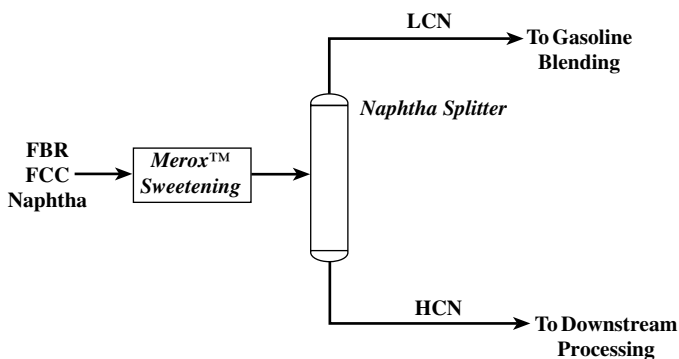 LCN
To Gasoline
Blending
Naphtha Splitter
FBR
FCC
Naphtha
Merox™
Sweetening
HCN
To Downstream
Processing